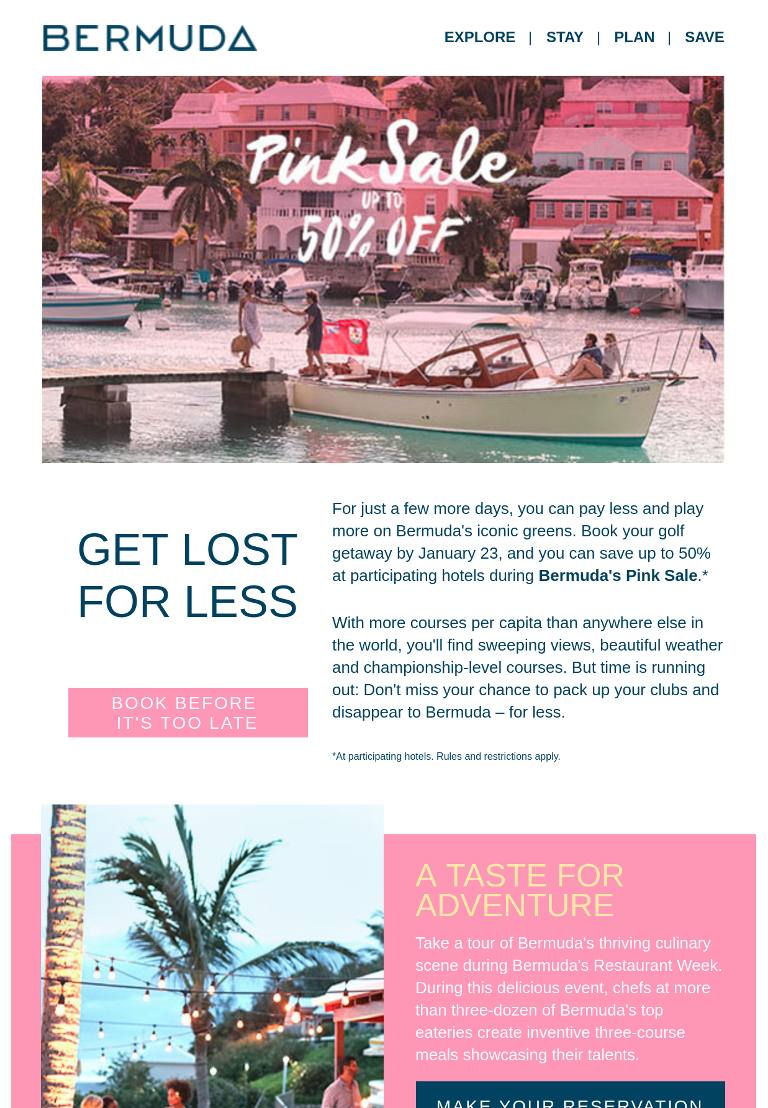 BERMUDA
EXPLORE | STAY | PLAN | SAVE
Pink Sale
UP TO
50% OFF*
GET LOST
FOR LESS
BOOK BEFORE
IT'S TOO LATE
For just a few more days, you can pay less and play
more on Bermuda's iconic greens. Book your golf
getaway by January 23, and you can save up to 50%
at participating hotels during Bermuda's Pink Sale.*
With more courses per capita than anywhere else in
the world, you'll find sweeping views, beautiful weather
and championship-level courses. But time is running
out: Don't miss your chance to pack up your clubs and
disappear to Bermuda – for less.
*At participating hotels. Rules and restrictions apply.
A TASTE FOR
ADVENTURE
Take a tour of Bermuda's thriving culinary
scene during Bermuda's Restaurant Week.
During this delicious event, chefs at more
than three-dozen of Bermuda's top
eateries create inventive three-course
meals showcasing their talents.
MAKE YOUR RESERVATION